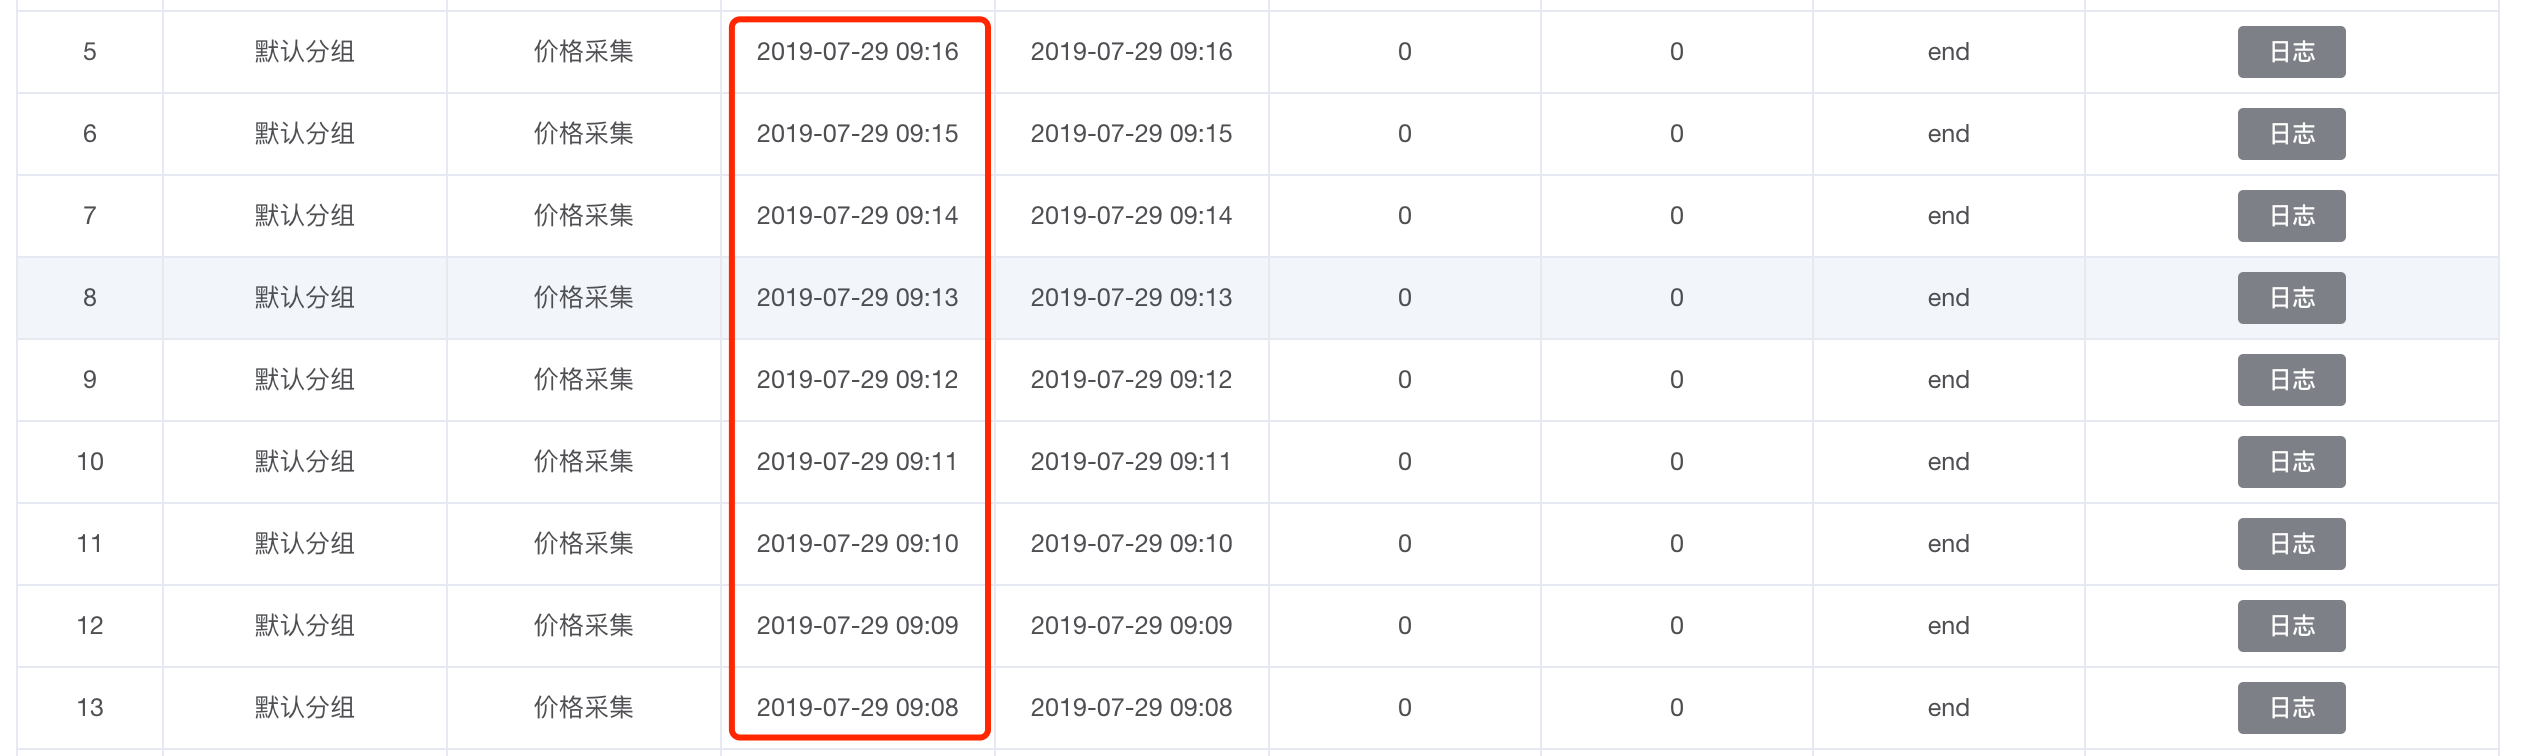 5 默认分组 价格采集 2019-07-29 09:16 2019-07-29 09:16 0 0 end 日志
6 默认分组 价格采集 2019-07-29 09:15 2019-07-29 09:15 0 0 end 日志
7 默认分组 价格采集 2019-07-29 09:14 2019-07-29 09:14 0 0 end 日志
8 默认分组 价格采集 2019-07-29 09:13 2019-07-29 09:13 0 0 end 日志
9 默认分组 价格采集 2019-07-29 09:12 2019-07-29 09:12 0 0 end 日志
10 默认分组 价格采集 2019-07-29 09:11 2019-07-29 09:11 0 0 end 日志
11 默认分组 价格采集 2019-07-29 09:10 2019-07-29 09:10 0 0 end 日志
12 默认分组 价格采集 2019-07-29 09:09 2019-07-29 09:09 0 0 end 日志
13 默认分组 价格采集 2019-07-29 09:08 2019-07-29 09:08 0 0 end 日志